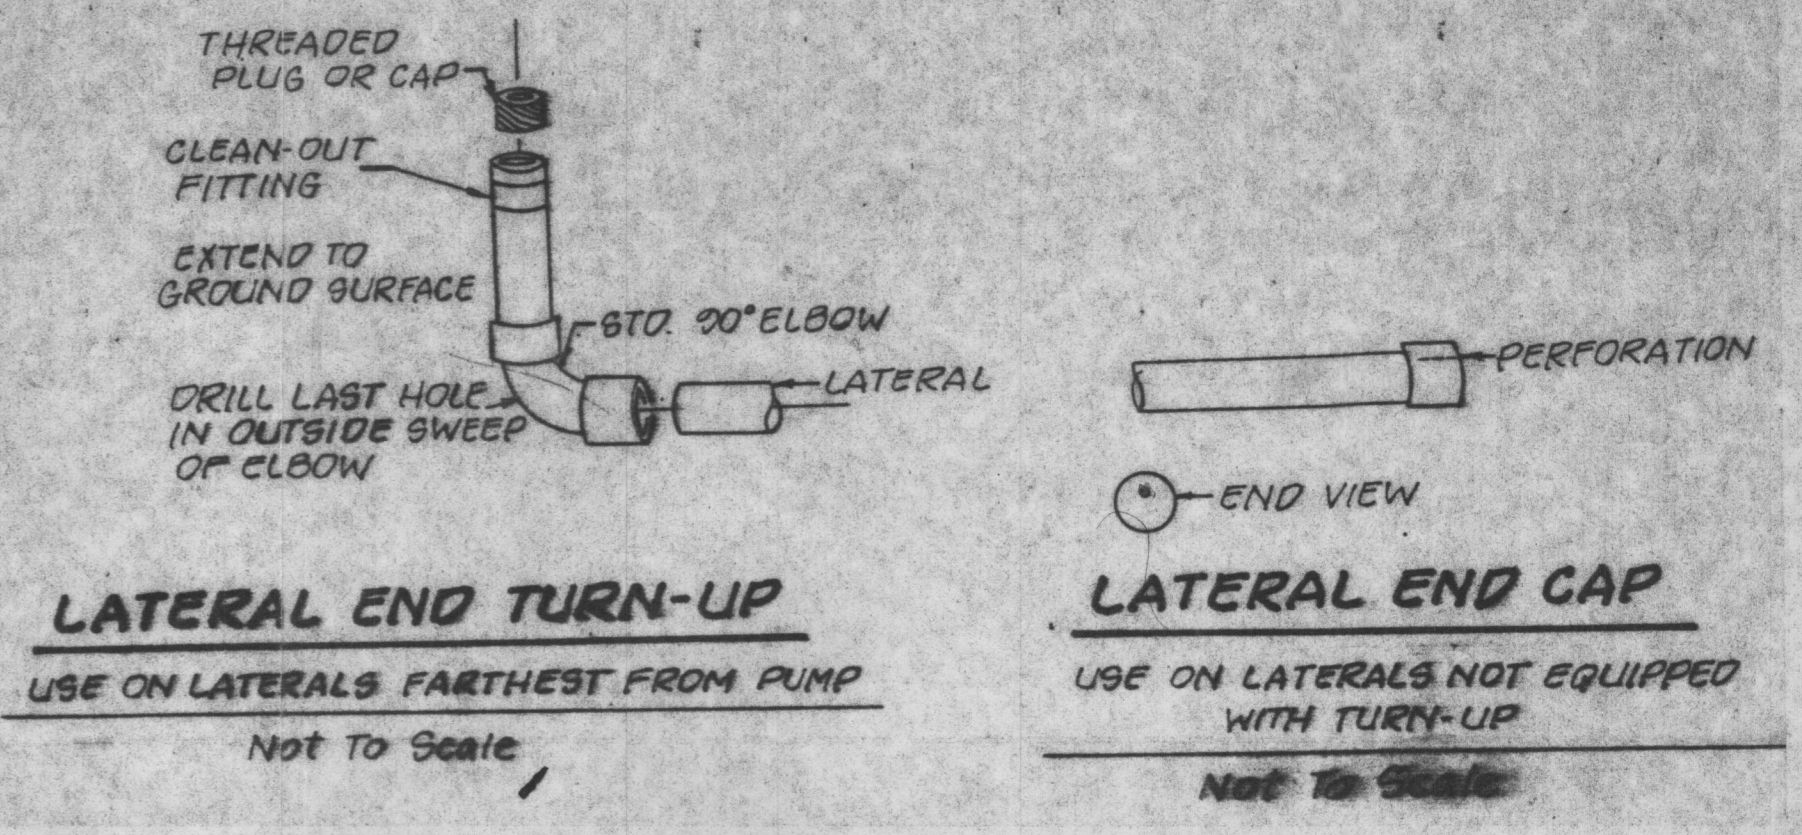 THREADED
PLUG OR CAP
CLEAN-OUT
FITTING
EXTEND TO
GROUND SURFACE
STD. 90° ELBOW
LATERAL
DRILL LAST HOLE
IN OUTSIDE SWEEP
OF ELBOW
LATERAL END TURN-UP
USE ON LATERALS FARTHEST FROM PUMP
Not To Scale
PERFORATION
END VIEW
LATERAL END CAP
USE ON LATERALS NOT EQUIPPED
WITH TURN-UP
Not To Scale